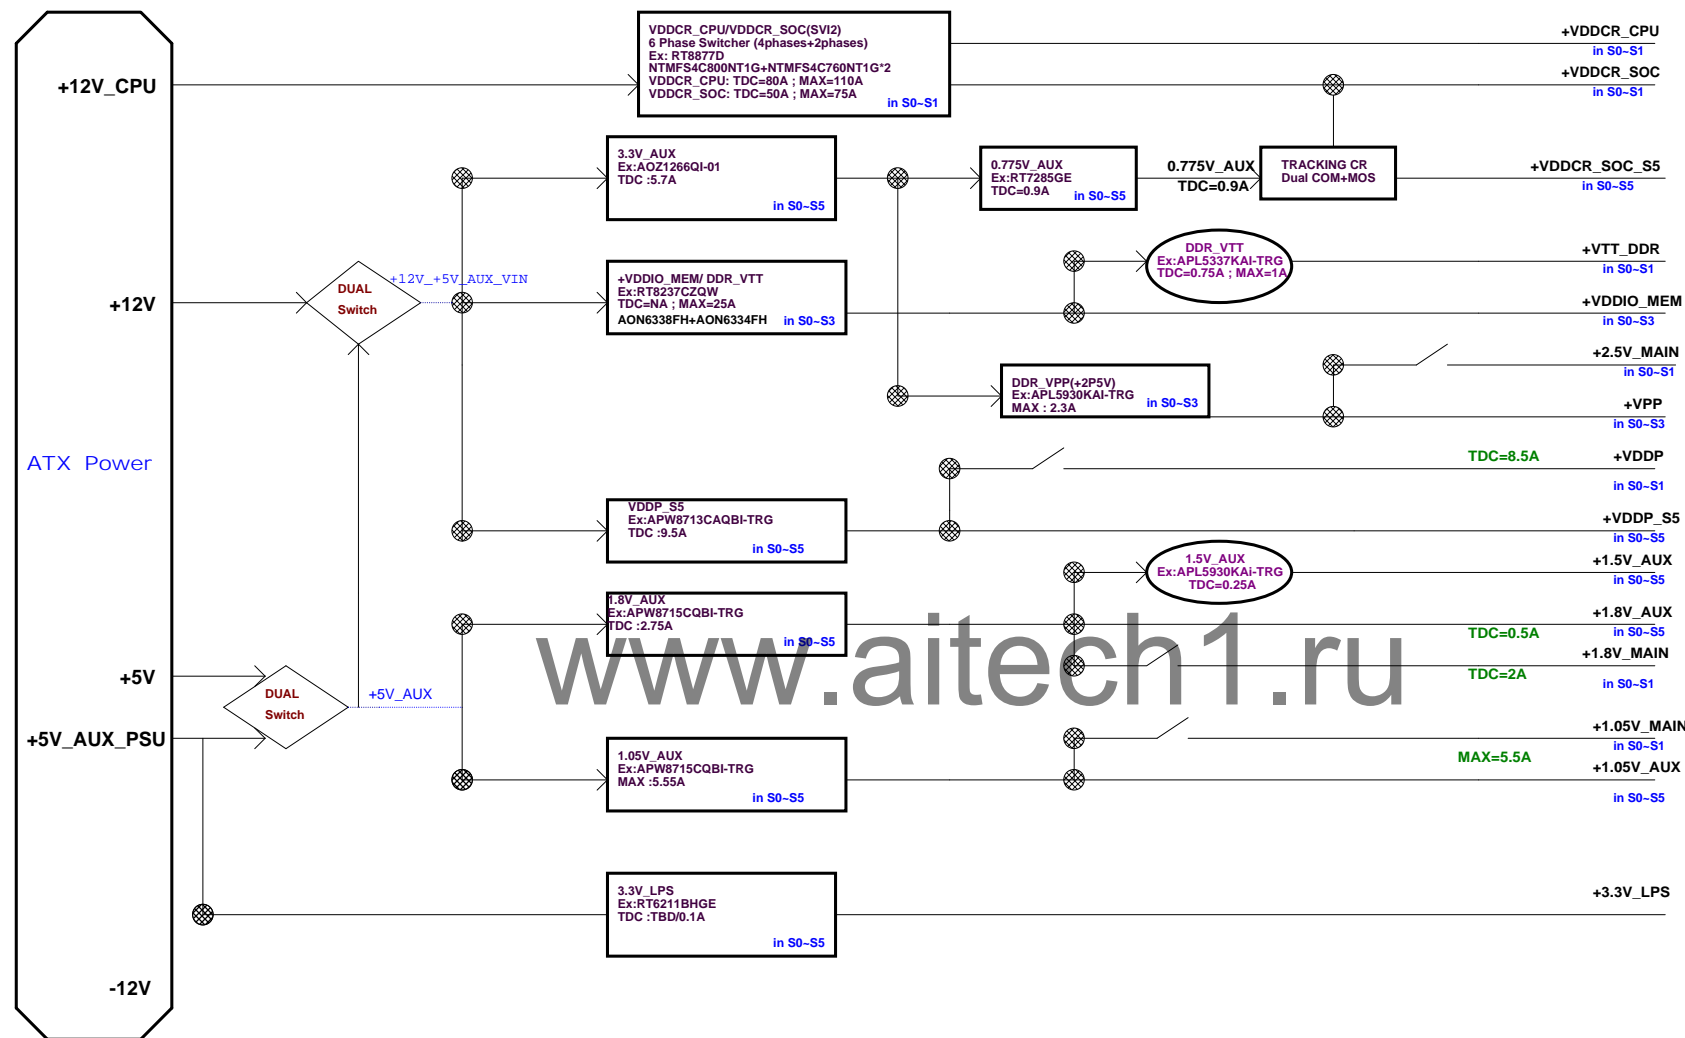 VDDCR_CPU/VDDCR_SOC(SVI2)
6 Phase Switcher (4phases+2phases)
Ex: RT8877D
NTMFS4C800NT1G+NTMFS4C760NT1G*2
VDDCR_CPU: TDC=80A ; MAX=110A
VDDCR_SOC: TDC=50A ; MAX=75A
in S0~S1
+VDDCR_CPU
in S0~S1
+VDDCR_SOC
in S0~S1
+12V_CPU
3.3V_AUX
Ex:AOZ1266QI-01
TDC :5.7A
in S0~S5
0.775V_AUX
Ex:RT7285GE
TDC=0.9A
in S0~S5
0.775V_AUX
TDC=0.9A
TRACKING CR
Dual COM+MOS
+VDDCR_SOC_S5
in S0~S5
DDR_VTT
Ex:APL5337KAI-TRG
TDC=0.75A ; MAX=1A
+VTT_DDR
in S0~S1
+12V
DUAL
Switch
+12V_+5V_AUX_VIN
+VDDIO_MEM/ DDR_VTT
Ex:RT8237CZQW
TDC=NA ; MAX=25A
AON6338FH+AON6334FH
in S0~S3
+VDDIO_MEM
in S0~S3
+2.5V_MAIN
in S0~S1
DDR_VPP(+2P5V)
Ex:APL5930KAI-TRG
MAX : 2.3A
in S0~S3
+VPP
in S0~S3
ATX Power
TDC=8.5A
+VDDP
in S0~S1
VDDP_S5
Ex:APW8713CAQBI-TRG
TDC :9.5A
in S0~S5
+VDDP_S5
in S0~S5
1.5V_AUX
Ex:APL5930KAi-TRG
TDC=0.25A
+1.5V_AUX
in S0~S5
1.8V_AUX
Ex:APW8715CQBI-TRG
TDC :2.75A
in S0~S5
+1.8V_AUX
TDC=0.5A
in S0~S5
+1.8V_MAIN
TDC=2A
in S0~S1
www.aitech1.ru
+5V
DUAL
Switch
+5V_AUX
+5V_AUX_PSU
1.05V_AUX
Ex:APW8715CQBI-TRG
MAX :5.55A
in S0~S5
+1.05V_MAIN
in S0~S1
MAX=5.5A
+1.05V_AUX
in S0~S5
3.3V_LPS
Ex:RT6211BHGE
TDC :TBD/0.1A
in S0~S5
+3.3V_LPS
-12V